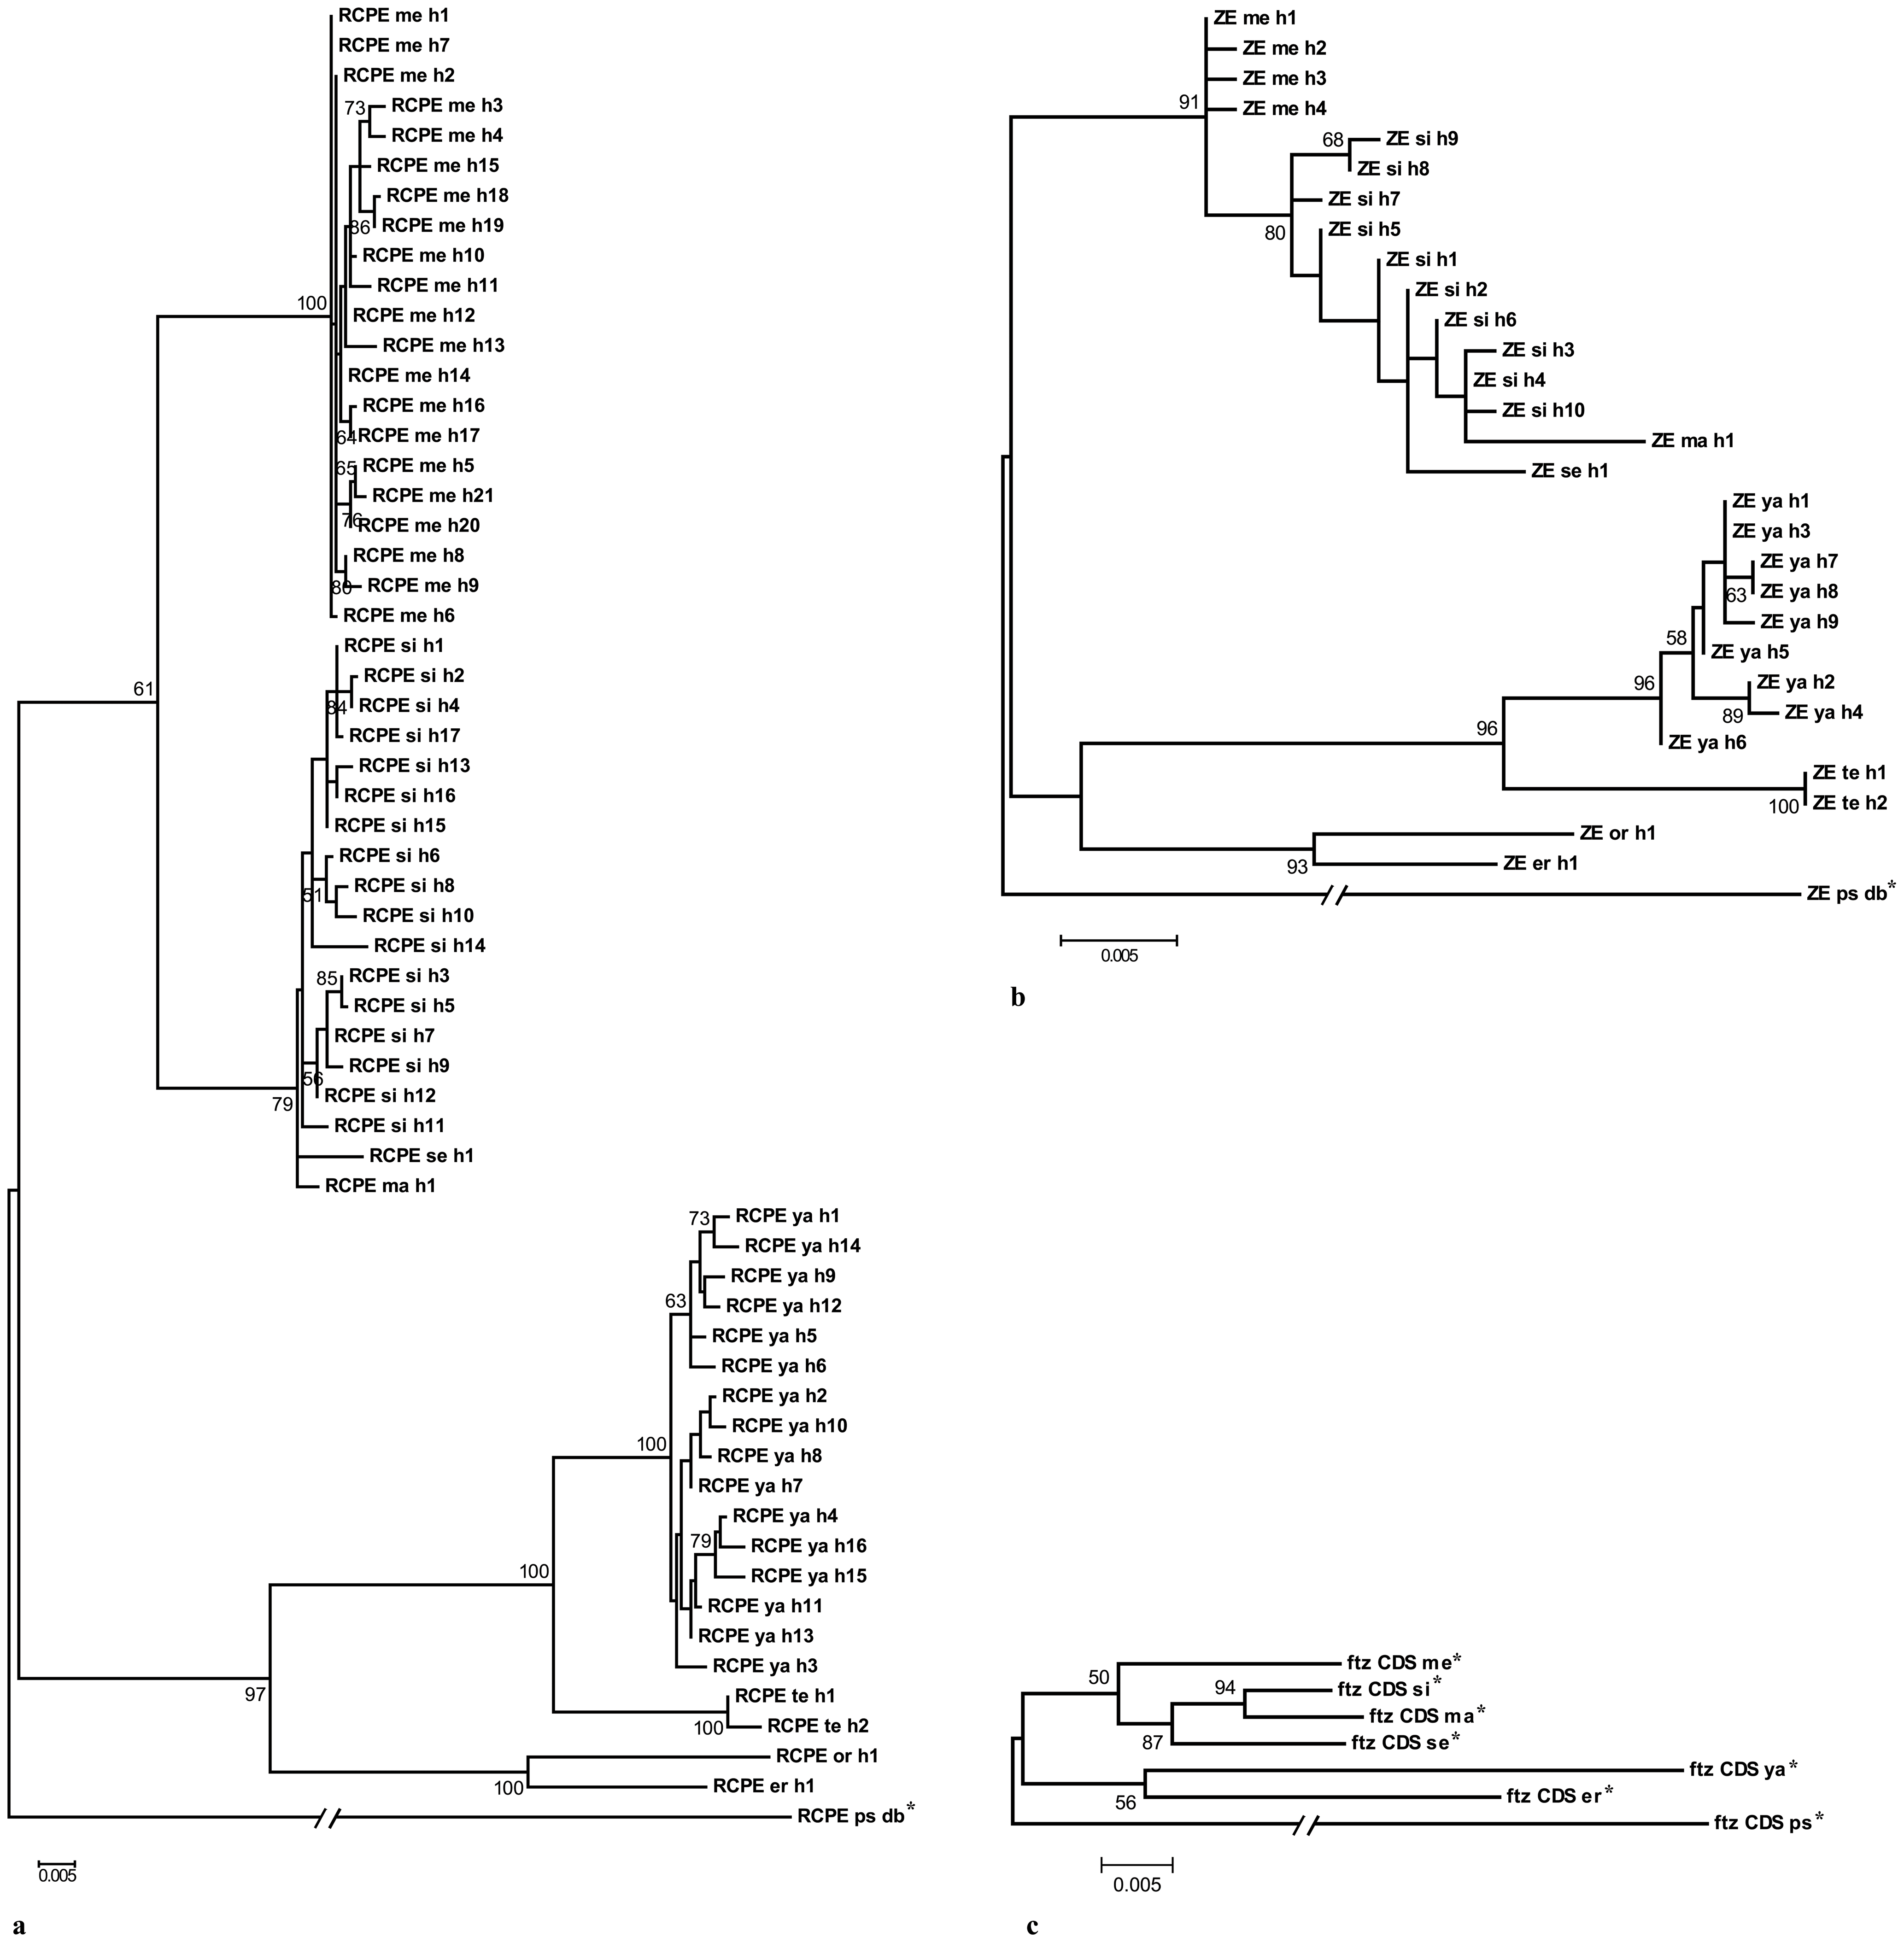 RCPE me h1
RCPE me h7
RCPE me h2
73
RCPE me h3
RCPE me h4
RCPE me h15
RCPE me h18
86
RCPE me h19
RCPE me h10
RCPE me h11
100
RCPE me h12
RCPE me h13
RCPE me h14
RCPE me h16
64
RCPE me h17
65
RCPE me h5
RCPE me h21
76
RCPE me h20
RCPE me h8
80
RCPE me h9
RCPE me h6
RCPE si h1
61
RCPE si h2
84
RCPE si h4
RCPE si h17
RCPE si h13
RCPE si h16
RCPE si h15
RCPE si h6
51
RCPE si h8
RCPE si h10
RCPE si h14
85
RCPE si h3
RCPE si h5
RCPE si h7
RCPE si h9
56
RCPE si h12
79
RCPE si h11
RCPE se h1
RCPE ma h1
73
RCPE ya h1
RCPE ya h14
RCPE ya h9
63
RCPE ya h12
RCPE ya h5
RCPE ya h6
RCPE ya h2
RCPE ya h10
100
RCPE ya h8
RCPE ya h7
RCPE ya h4
79
RCPE ya h16
100
RCPE ya h15
RCPE ya h11
RCPE ya h13
RCPE ya h3
97
RCPE te h1
100
RCPE te h2
RCPE or h1
100
RCPE er h1
RCPE ps db*
0.005
a
ZE me h1
ZE me h2
ZE me h3
91
ZE me h4
68
ZE si h9
ZE si h8
ZE si h7
80
ZE si h5
ZE si h1
ZE si h2
ZE si h6
ZE si h3
ZE si h4
ZE si h10
ZE ma h1
ZE se h1
ZE ya h1
ZE ya h3
ZE ya h7
63
ZE ya h8
ZE ya h9
58
ZE ya h5
96
ZE ya h2
89
ZE ya h4
96
ZE ya h6
ZE te h1
100
ZE te h2
ZE or h1
93
ZE er h1
ZE ps db*
0.005
b
50
ftz CDS me*
94
ftz CDS si*
ftz CDS ma*
87
ftz CDS se*
ftz CDS ya*
56
ftz CDS er*
ftz CDS ps*
0.005
c